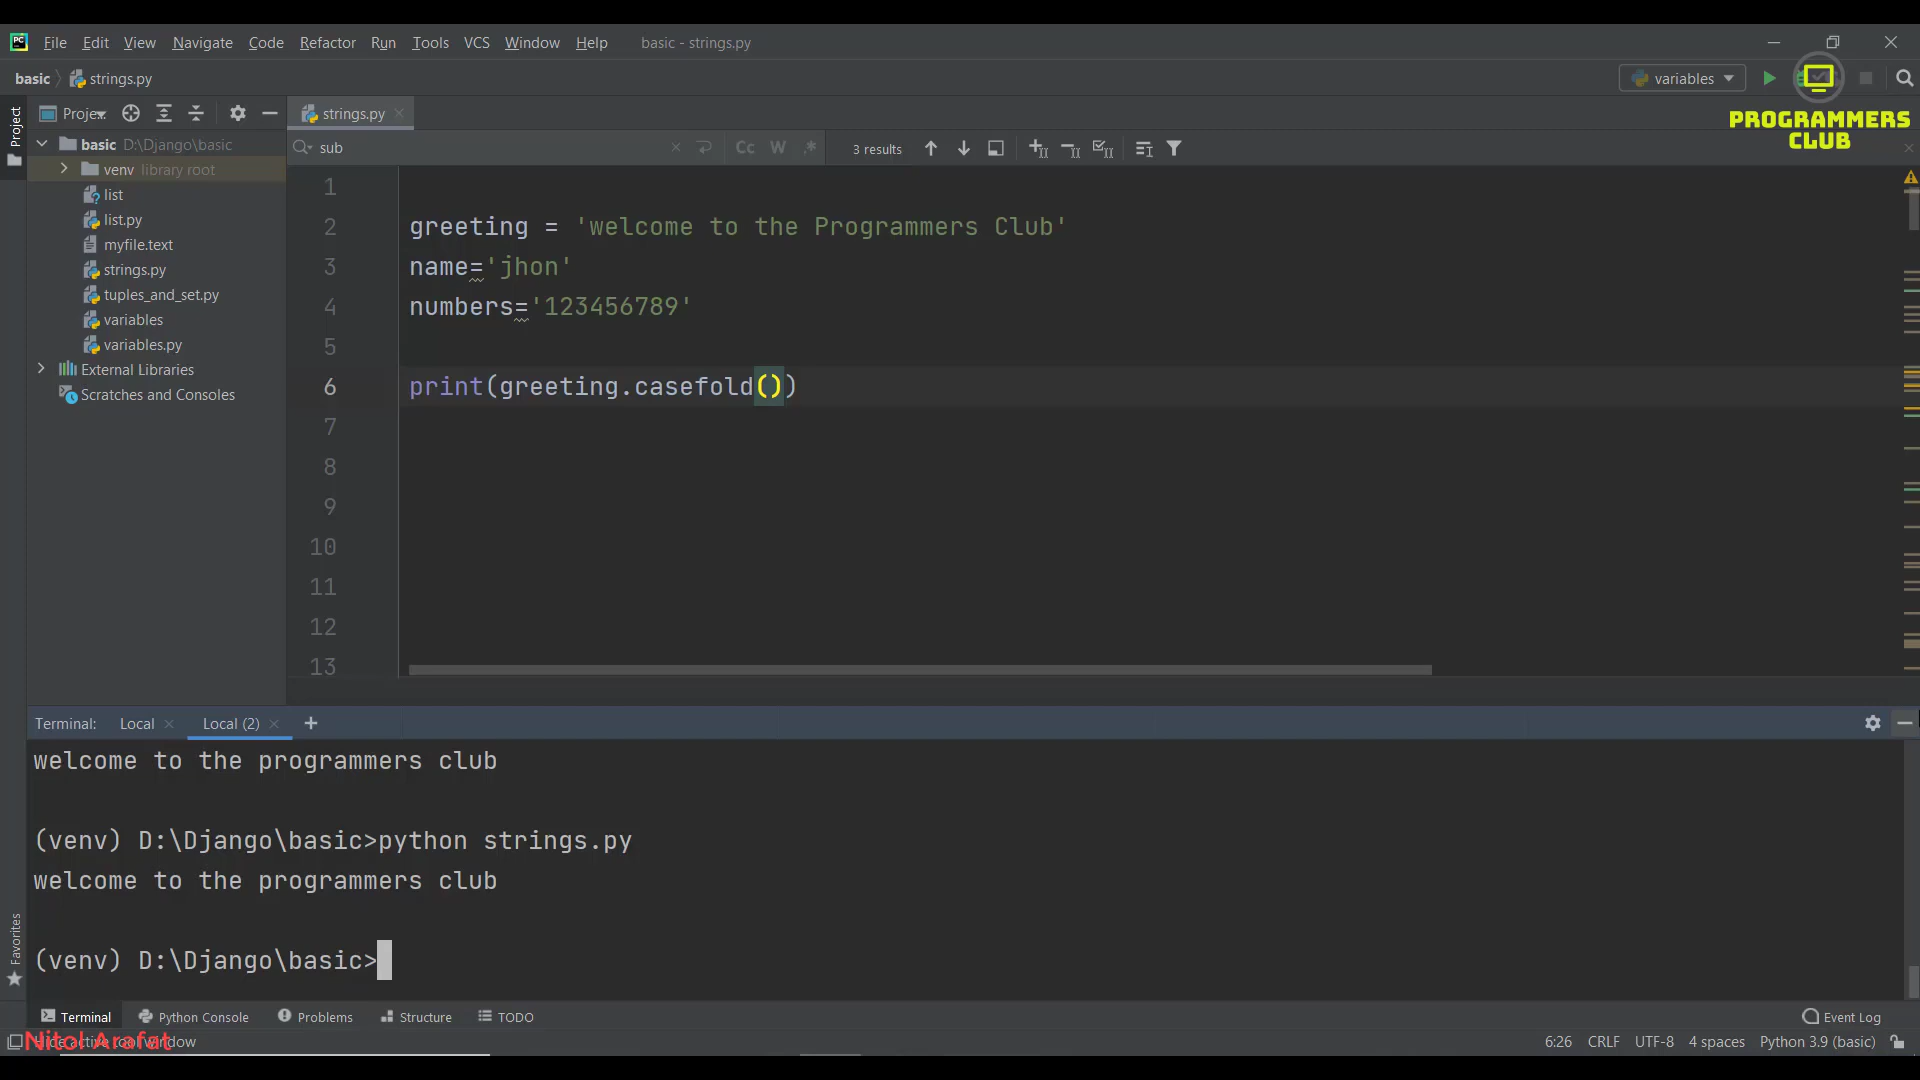 File Edit View Navigate Code Refactor Run Tools VCS Window Help basic - strings.py
basic strings.py variables
PROGRAMMERS
CLUB
Project
strings.py
sub Cc W .* 3 results
Project
basic D:\Django\basic
venv library root
list
list.py
myfile.text
strings.py
tuples_and_set.py
variables
variables.py
External Libraries
Scratches and Consoles
1
2 greeting = 'welcome to the Programmers Club'
3 name='jhon'
4 numbers='123456789'
5
6 print(greeting.casefold())
7
8
9
10
11
12
13
Terminal: Local Local (2)
welcome to the programmers club
(venv) D:\Django\basic>python strings.py
welcome to the programmers club
(venv) D:\Django\basic>
Favorites
Terminal Python Console Problems Structure TODO Event Log
Nitol Arafat
6:26 CRLF UTF-8 4 spaces Python 3.9 (basic)